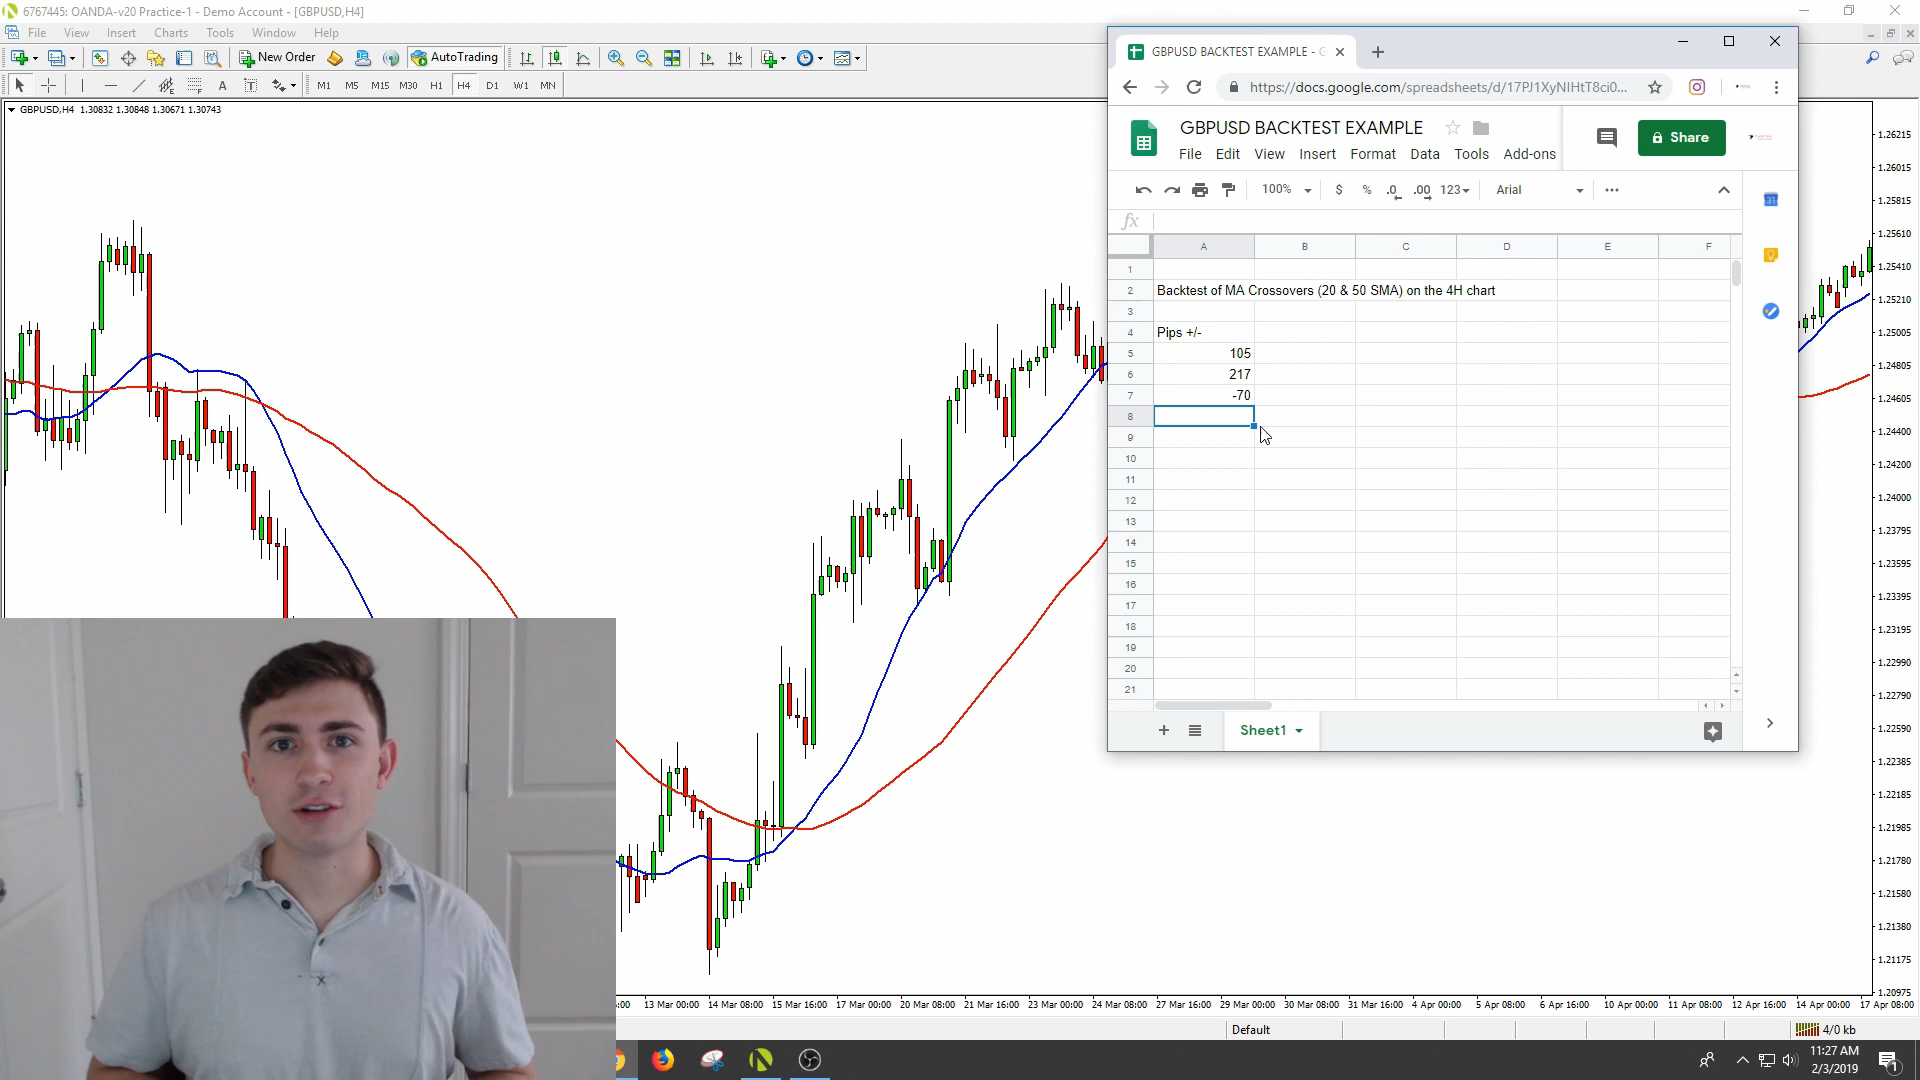 6767445: OANDA-v20 Practice-1 - Demo Account - [GBPUSD,H4]
File View Insert Charts Tools Window Help
New Order AutoTrading
A T M1 M5 M15 M30 H1 H4 D1 W1 MN
GBPUSD,H4 1.30832 1.30848 1.30671 1.30743
GBPUSD BACKTEST EXAMPLE - G
https://docs.google.com/spreadsheets/d/17PJ1XyNIHtT8ci0...
GBPUSD BACKTEST EXAMPLE
Share
File Edit View Insert Format Data Tools Add-ons
100% $ % .0 .00 123 Arial
fx
A B C D E F
1
2 Backtest of MA Crossovers (20 & 50 SMA) on the 4H chart
3
4 Pips +/-
5 105
6 217
7 -70
8
9
10
11
12
13
14
15
16
17
18
19
20
21
Sheet1
31
1.26215
1.26015
1.25815
1.25610
1.25410
1.25210
1.25005
1.24805
1.24605
1.24400
1.24200
1.24000
1.23795
1.23595
1.23395
1.23195
1.22990
1.22790
1.22590
1.22385
1.22185
1.21985
1.21780
1.21580
1.21380
1.21175
1.20975
:00 13 Mar 00:00 14 Mar 08:00 15 Mar 16:00 17 Mar 00:00 20 Mar 08:00 21 Mar 16:00 23 Mar 00:00 24 Mar 08:00 27 Mar 16:00 29 Mar 00:00 30 Mar 08:00 31 Mar 16:00 4 Apr 00:00 5 Apr 08:00 6 Apr 16:00 10 Apr 00:00 11 Apr 08:00 12 Apr 16:00 14 Apr 00:00 17 Apr 08:00
Default 4/0 kb
11:27 AM
2/3/2019
1